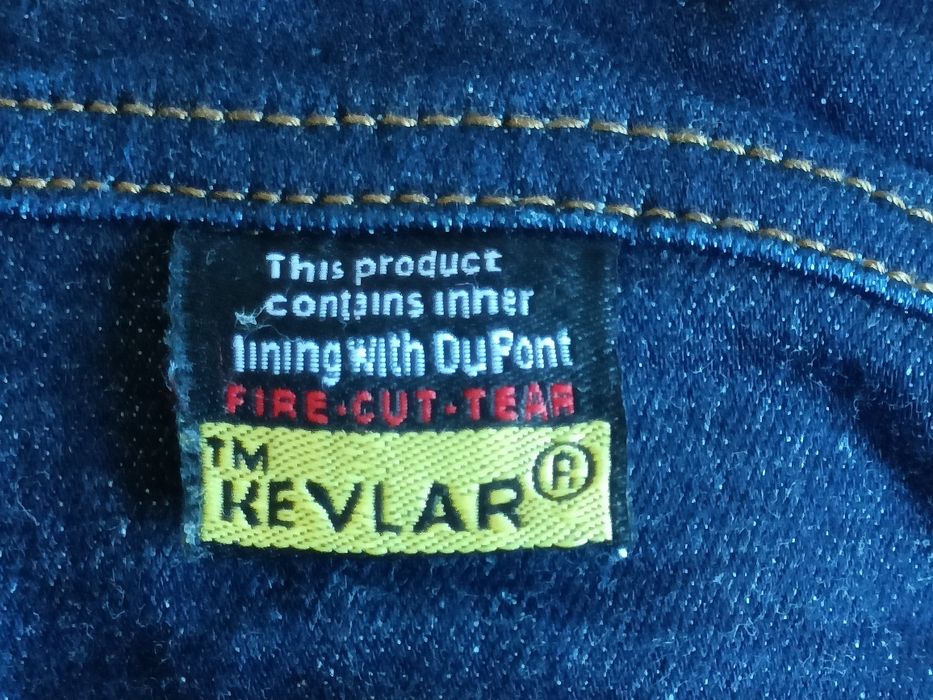 This product
contains inner
lining with DuPont
FIRE-CUT-TEAR
TM
KEVLAR®